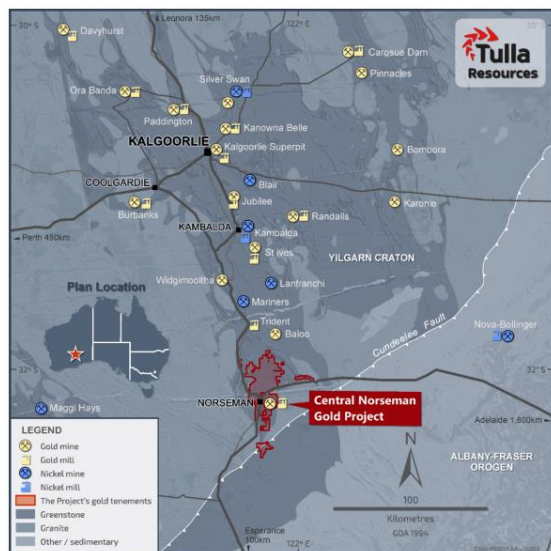 Leonora 135km
122° E
30° S
30° S
Davyhurst
Carosue Dam
Pinnacles
Tulla
Resources
Silver Swan
Ora Banda
Paddington
Kanowna Belle
KALGOORLIE
Kalgoorlie Superpit
Bombora
COOLGARDIE
Blair
Burbanks
Jubilee
Karonie
Randalls
Perth 450km
KAMBALDA
Kambalda
St Ives
YILGARN CRATON
Widgimooltha
Lanfranchi
Plan Location
Mariners
Trident
Baloo
Cundeelee Fault
Nova-Bollinger
32° S
Maggi Hays
NORSEMAN
Central Norseman
Gold Project
Adelaide 1,800km
LEGEND
Gold mine
Gold mill
Nickel mine
Nickel mill
The Project's gold tenements
Greenstone
Granite
Other / sedimentary
N
ALBANY-FRASER
OROGEN
100
Kilometres
GDA 1994
Esperance
100km
122° E